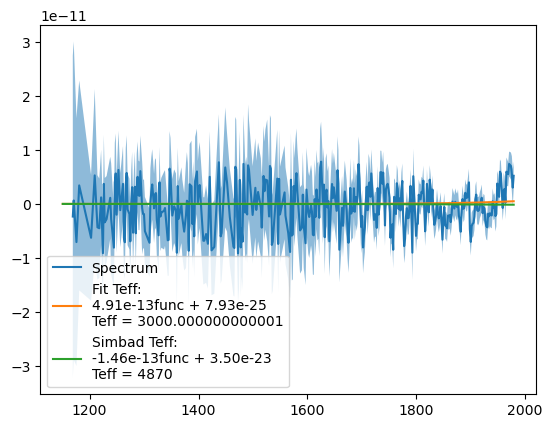 1e−11
3
2
1
0
−1
−2
−3
Spectrum
Fit Teff:
4.91e-13func + 7.93e-25
Teff = 3000.000000000001
Simbad Teff:
-1.46e-13func + 3.50e-23
Teff = 4870
1200 1400 1600 1800 2000